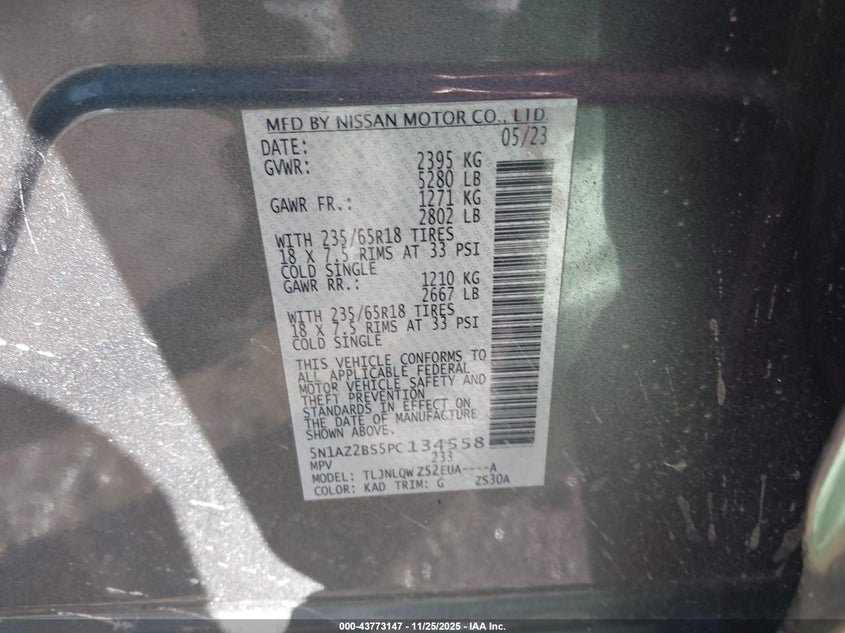 MFD BY NISSAN MOTOR CO., LTD.
DATE: 05/23
GVWR: 2395 KG
5280 LB
GAWR FR.: 1271 KG
2802 LB
WITH 235/65R18 TIRES
18 X 7.5 RIMS AT 33 PSI
COLD SINGLE
GAWR RR.: 1210 KG
2667 LB
WITH 235/65R18 TIRES
18 X 7.5 RIMS AT 33 PSI
COLD SINGLE
THIS VEHICLE CONFORMS TO
ALL APPLICABLE FEDERAL
MOTOR VEHICLE SAFETY AND
THEFT PREVENTION
STANDARDS IN EFFECT ON
THE DATE OF MANUFACTURE
SHOWN ABOVE.
5N1AZ2BS5PC134558
MPV 233
MODEL: TLJNLQWZS2EUA----A
COLOR: KAD TRIM: G ZS30A
000-43773147 - 11/25/2025 - IAA Inc.